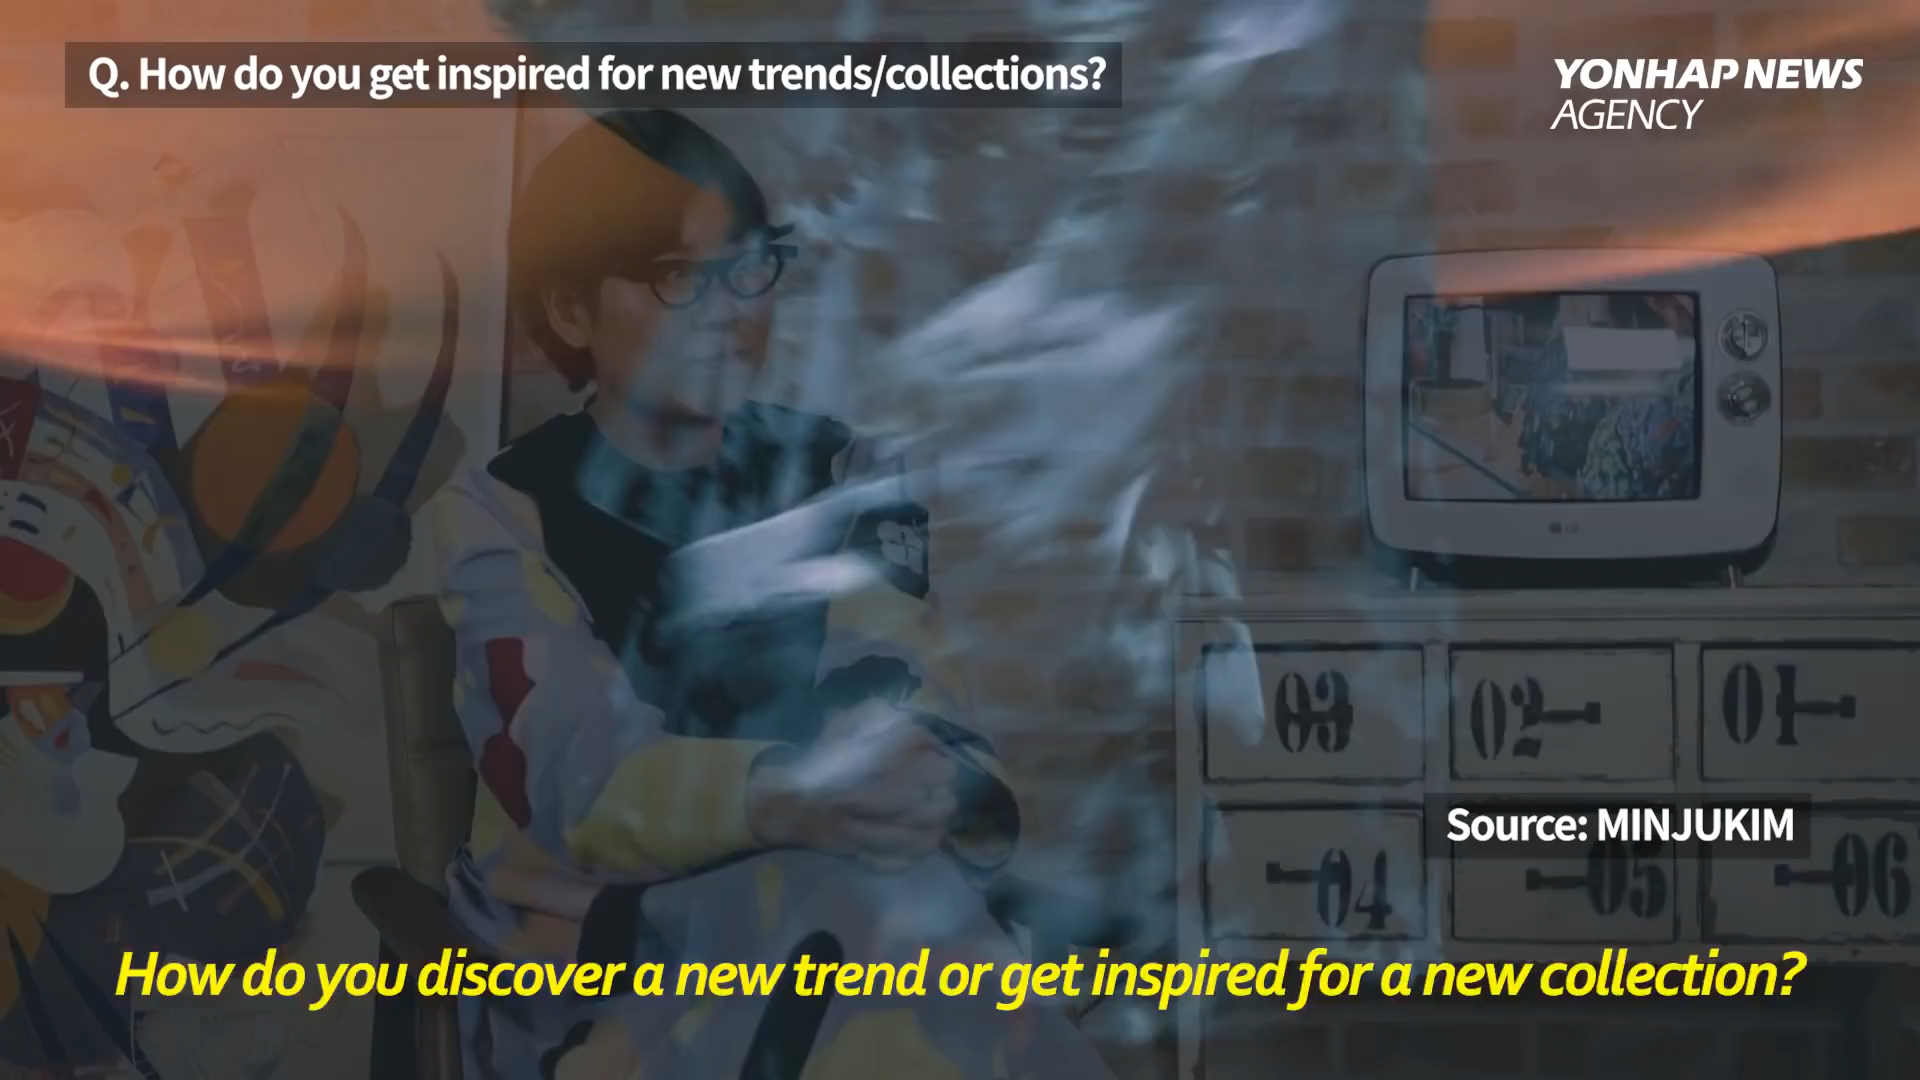 Q. How do you get inspired for new trends/collections?
YONHAP NEWS
AGENCY
LG
03
02
01
Source: MINJUKIM
04
05
06
How do you discover a new trend or get inspired for a new collection?